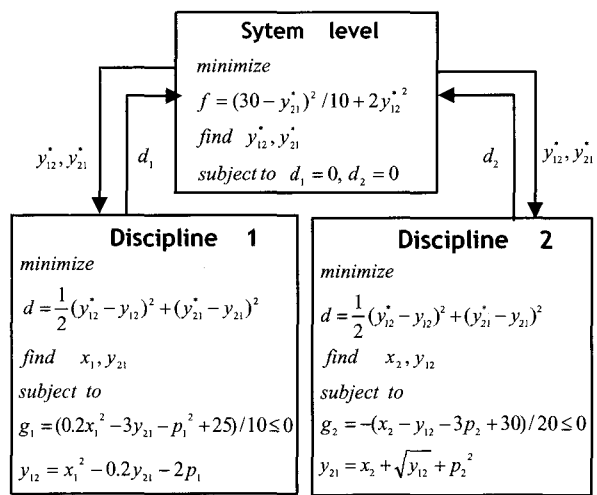 Sytem level
minimize
f = (30 − y*₂₁)² /10 + 2y*₁₂²
find y*₁₂, y*₂₁
subject to d₁ = 0, d₂ = 0
y*₁₂, y*₂₁
d₁
d₂
y*₁₂, y*₂₁
Discipline 1
minimize
d = 1/2 (y*₁₂ − y₁₂)² + (y*₂₁ − y₂₁)²
find x₁, y₂₁
subject to
g₁ = (0.2x₁² − 3y₂₁ − p₁² + 25)/10 ≤ 0
y₁₂ = x₁² − 0.2y₂₁ − 2p₁
Discipline 2
minimize
d = 1/2 (y*₁₂ − y₁₂)² + (y*₂₁ − y₂₁)²
find x₂, y₁₂
subject to
g₂ = −(x₂ − y₁₂ − 3p₂ + 30)/20 ≤ 0
y₂₁ = x₂ + √y₁₂ + p₂²